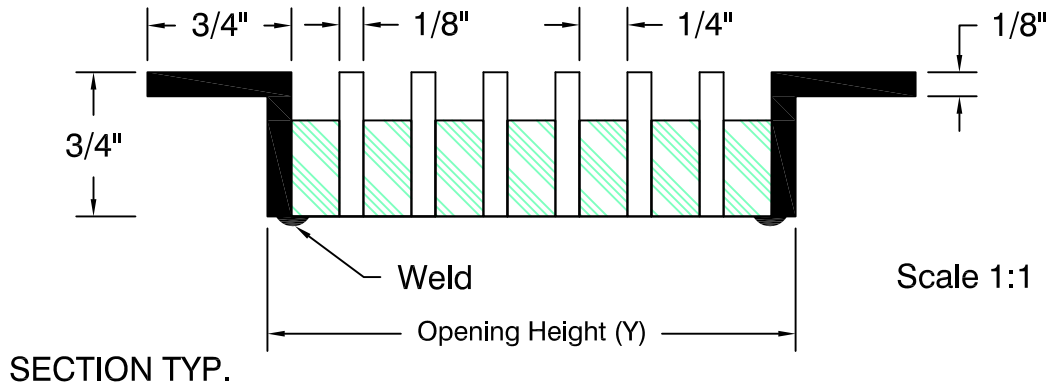 3/4" 1/8" 1/4" 1/8"
3/4"
Weld
Scale 1:1
Opening Height (Y)
SECTION TYP.